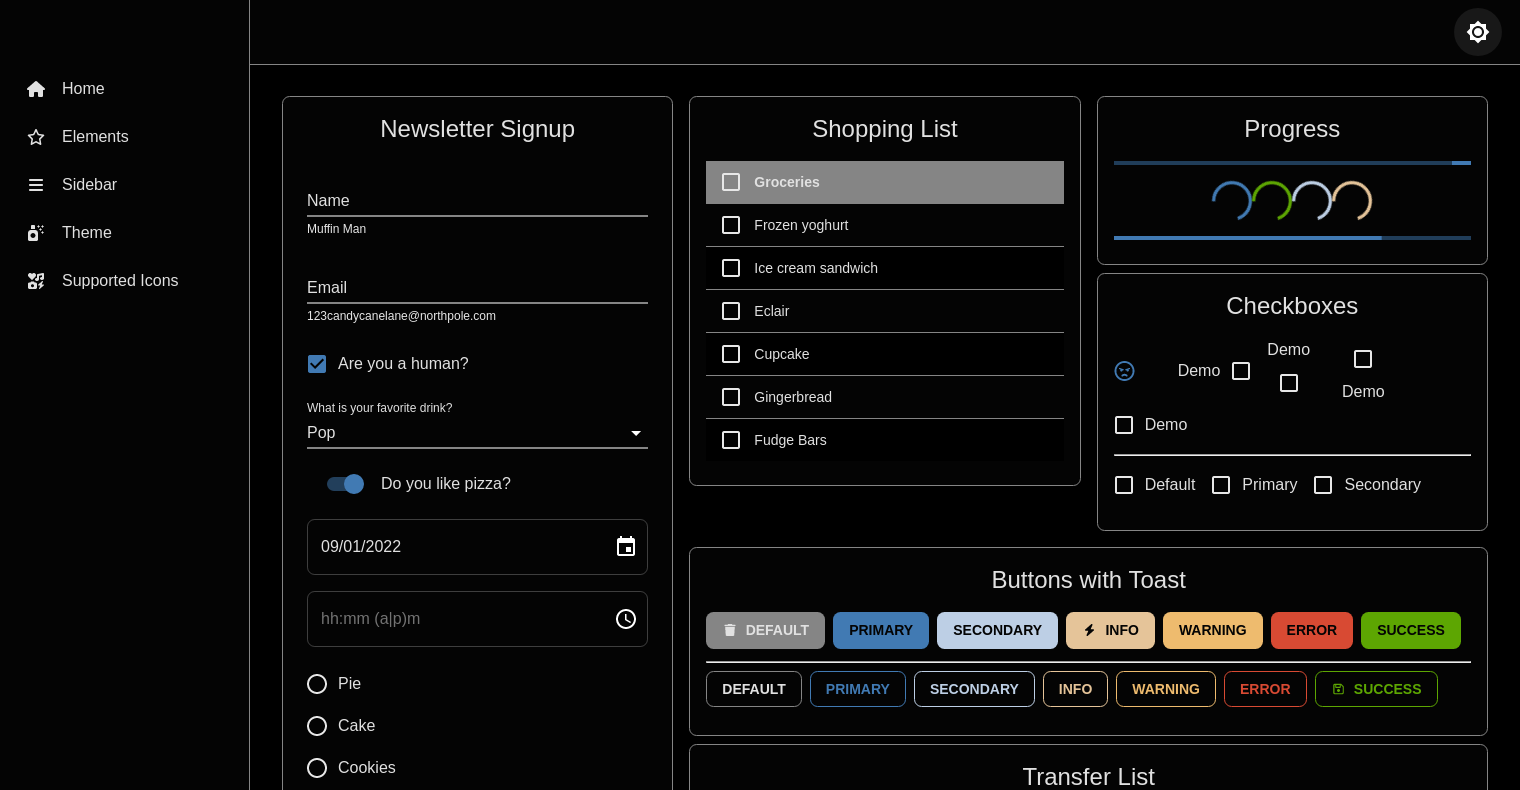 Home
Elements
Sidebar
Theme
Supported Icons
Newsletter Signup
Name
Muffin Man
Email
123candycanelane@northpole.com
Are you a human?
What is your favorite drink?
Pop
Do you like pizza?
09/01/2022
hh:mm (a|p)m
Pie
Cake
Cookies
Shopping List
Groceries
Frozen yoghurt
Ice cream sandwich
Eclair
Cupcake
Gingerbread
Fudge Bars
Progress
Checkboxes
Demo
Demo
Demo
Demo
Default Primary Secondary
Buttons with Toast
DEFAULT PRIMARY SECONDARY INFO WARNING ERROR SUCCESS
DEFAULT PRIMARY SECONDARY INFO WARNING ERROR SUCCESS
Transfer List